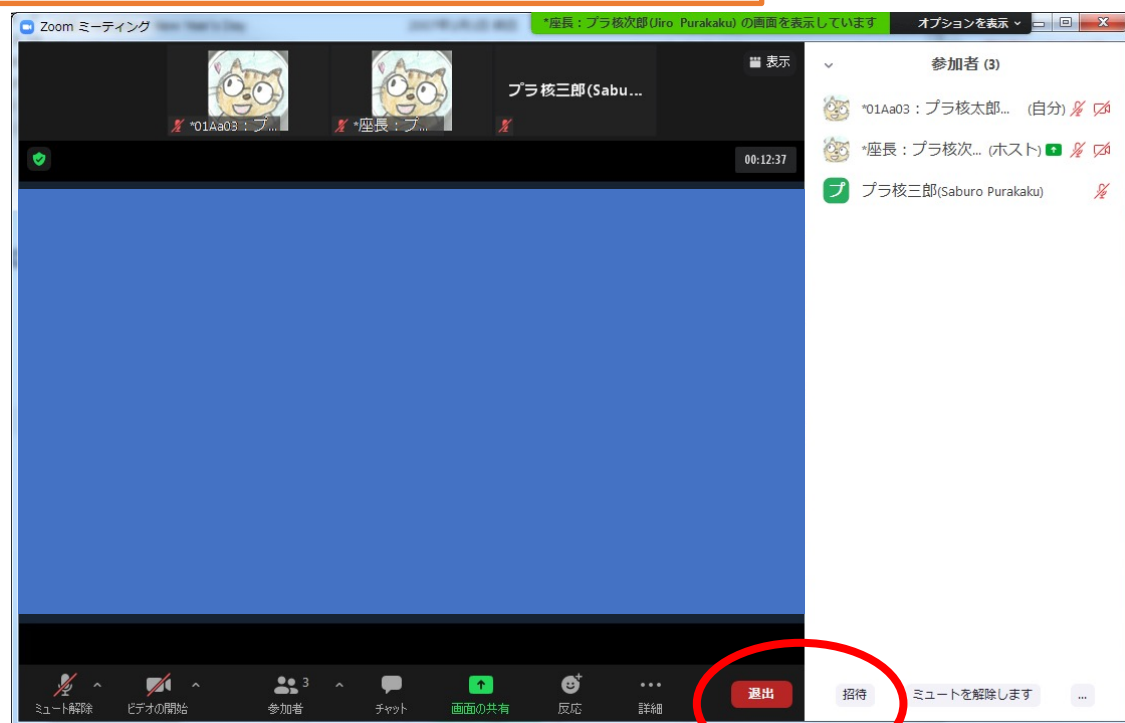 Zoom ミーティング
*座長：プラ核次郎(Jiro Purakaku) の画面を表示しています
オプションを表示
*01Aa03：プ...
*座長：プ...
プラ核三郎(Sabu...
表示
00:12:37
参加者 (3)
*01Aa03：プラ核太郎... (自分)
*座長：プラ核次... (ホスト)
プ プラ核三郎(Saburo Purakaku)
ミュート解除
ビデオの開始
3
参加者
チャット
画面の共有
反応
詳細
退出
招待
ミュートを解除します
...